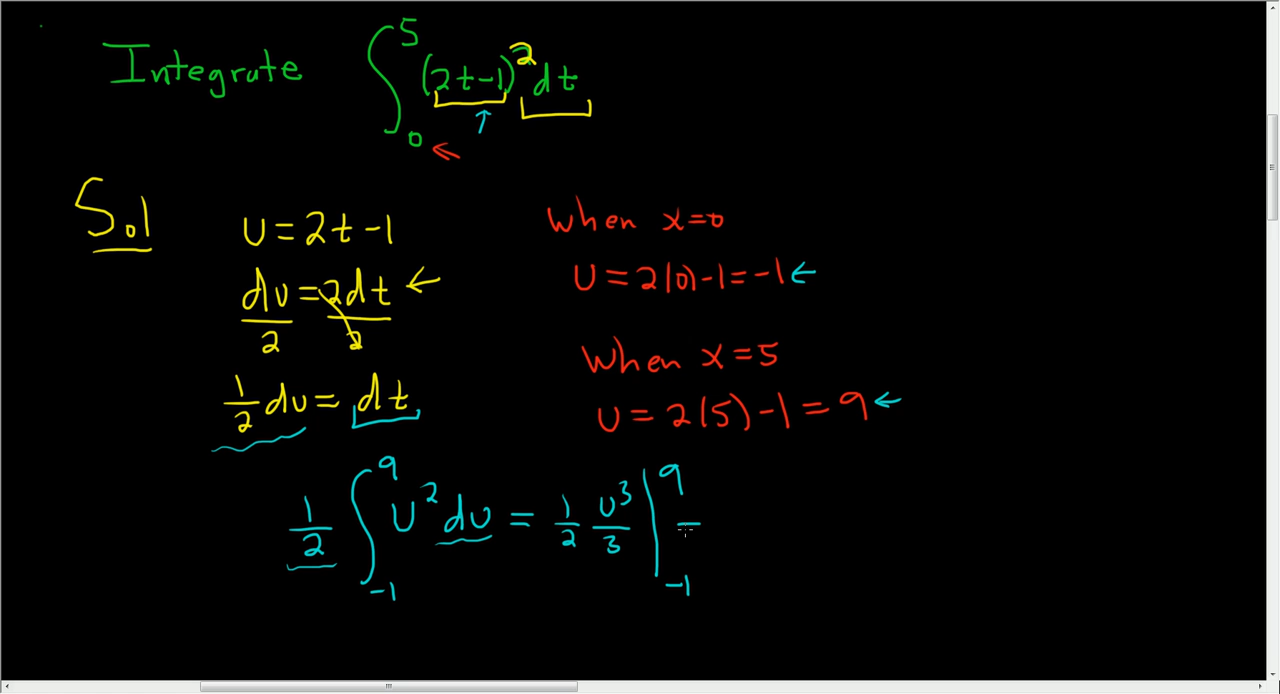 Integrate ∫₀⁵ (2t-1)² dt
Sol
U = 2t - 1
du = 2dt
2 2
1/2 du = dt
When x=0
U = 2(0)-1 = -1
When x = 5
U = 2(5)-1 = 9
1/2 ∫₋₁⁹ U² du = 1/2 U³/3 |₋₁⁹